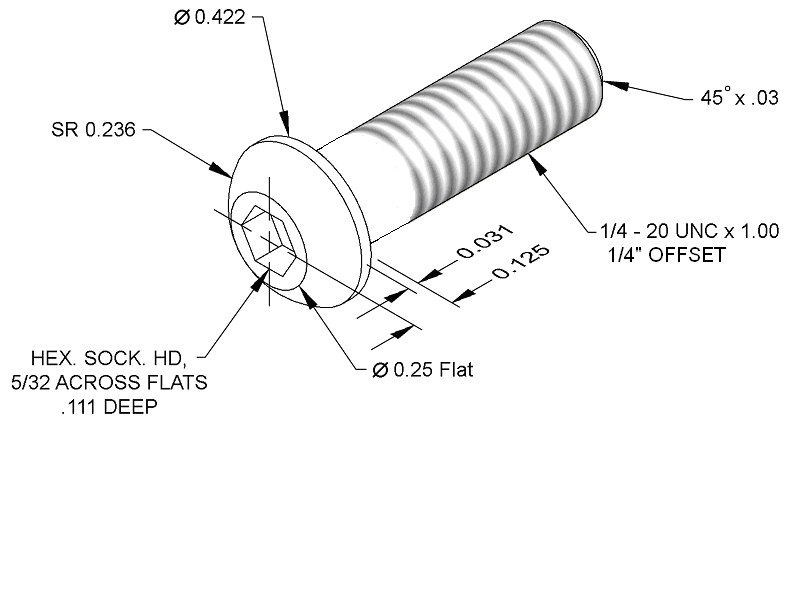 Ø 0.422
SR 0.236
45° x .03
1/4 - 20 UNC x 1.00
1/4" OFFSET
0.031
0.125
HEX. SOCK. HD,
5/32 ACROSS FLATS
.111 DEEP
Ø 0.25 Flat